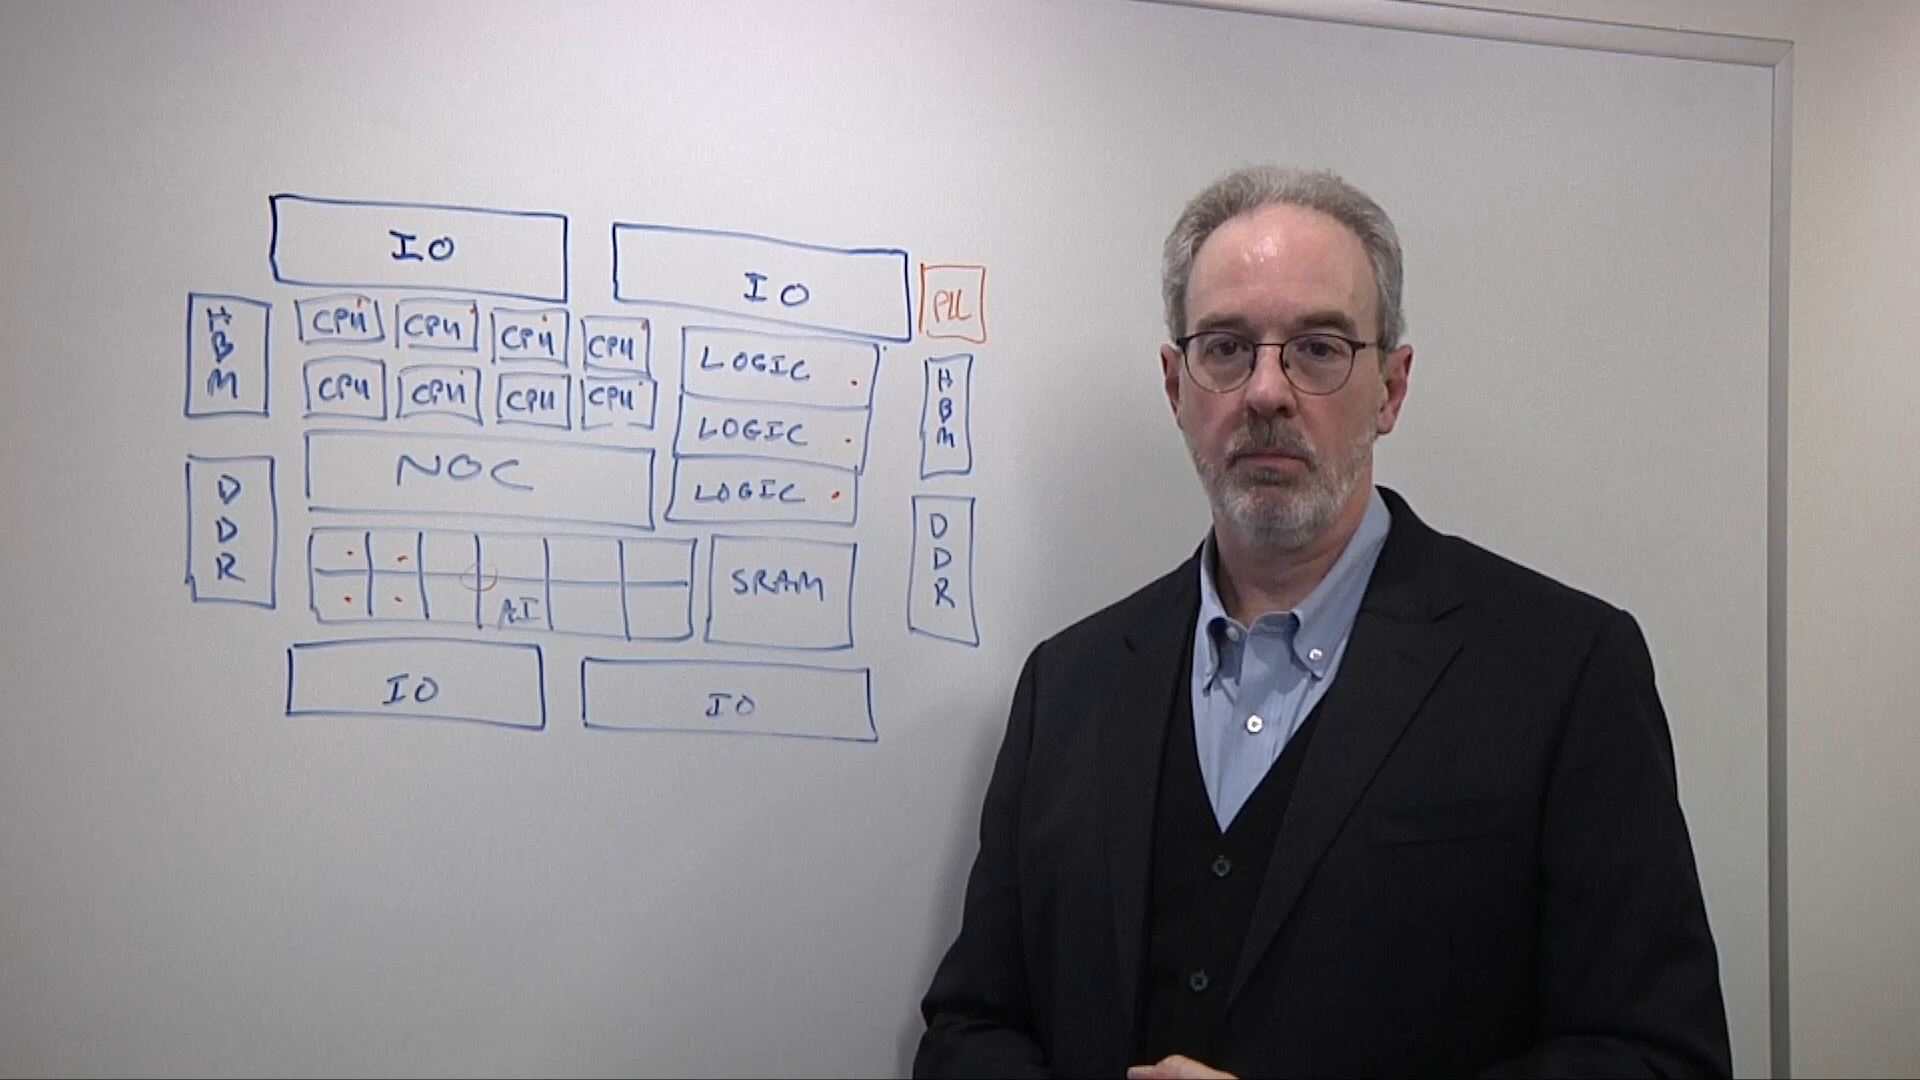 IO
IO
PLL
HBM
CPU CPU CPU CPU
LOGIC
HBM
CPU CPU CPU CPU
LOGIC
NOC
LOGIC
DDR
DDR
AI
SRAM
IO
IO